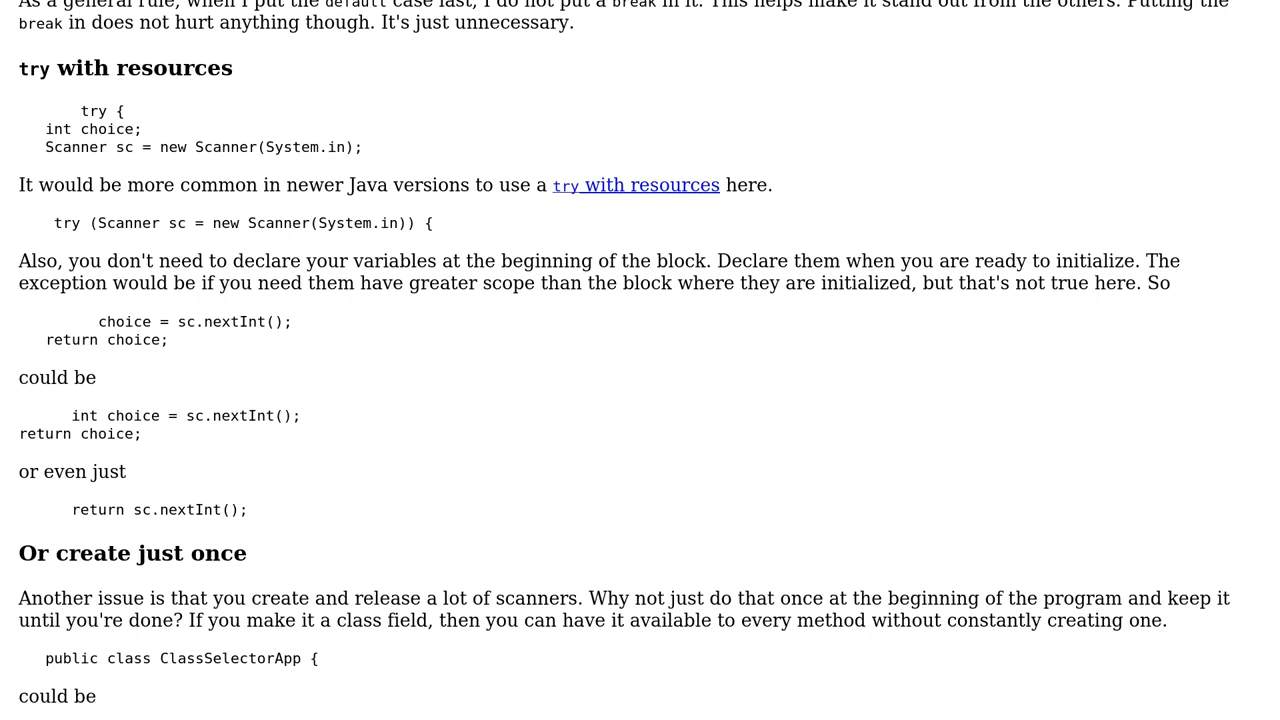 As a general rule, when I put the default case last, I do not put a break in it. This helps make it stand out from the others. Putting the
break in does not hurt anything though. It's just unnecessary.
try with resources
try {
int choice;
Scanner sc = new Scanner(System.in);
It would be more common in newer Java versions to use a try with resources here.
try (Scanner sc = new Scanner(System.in)) {
Also, you don't need to declare your variables at the beginning of the block. Declare them when you are ready to initialize. The
exception would be if you need them have greater scope than the block where they are initialized, but that's not true here. So
choice = sc.nextInt();
return choice;
could be
int choice = sc.nextInt();
return choice;
or even just
return sc.nextInt();
Or create just once
Another issue is that you create and release a lot of scanners. Why not just do that once at the beginning of the program and keep it
until you're done? If you make it a class field, then you can have it available to every method without constantly creating one.
public class ClassSelectorApp {
could be